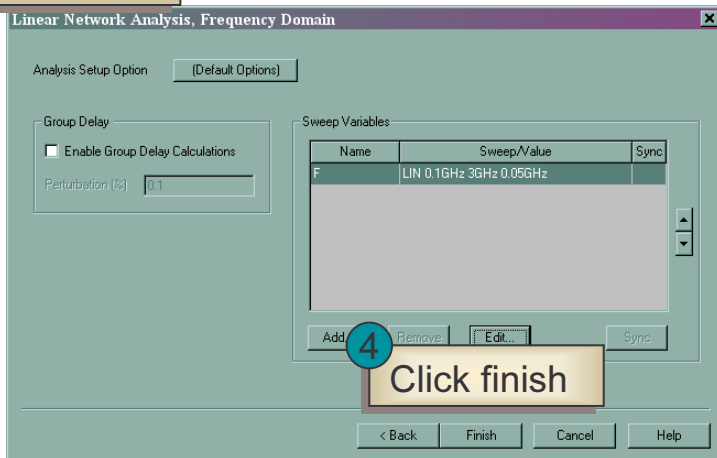 Linear Network Analysis, Frequency Domain
Analysis Setup Option (Default Options)
Group Delay
Enable Group Delay Calculations
Perturbation (%) 0.1
Sweep Variables
Name Sweep/Value Sync
F LIN 0.1GHz 3GHz 0.05GHz
Add. Remove Edit... Sync
4
Click finish
< Back Finish Cancel Help